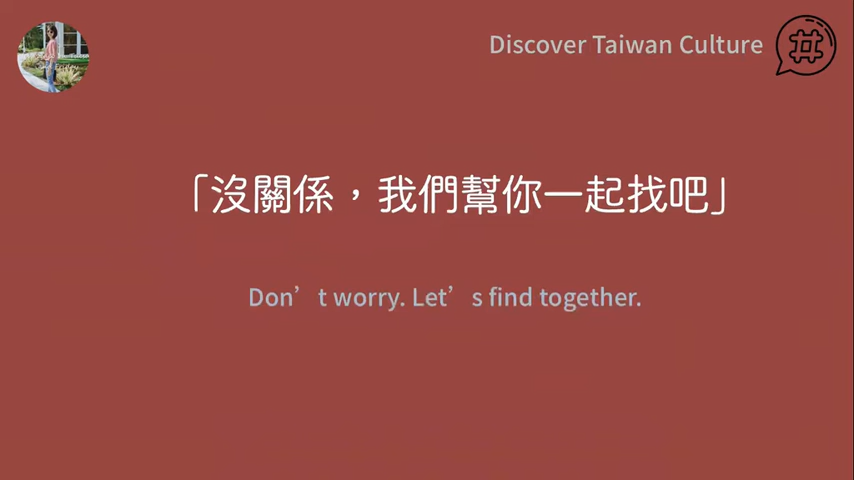 Discover Taiwan Culture
「沒關係，我們幫你一起找吧」
Don’t worry. Let’s find together.